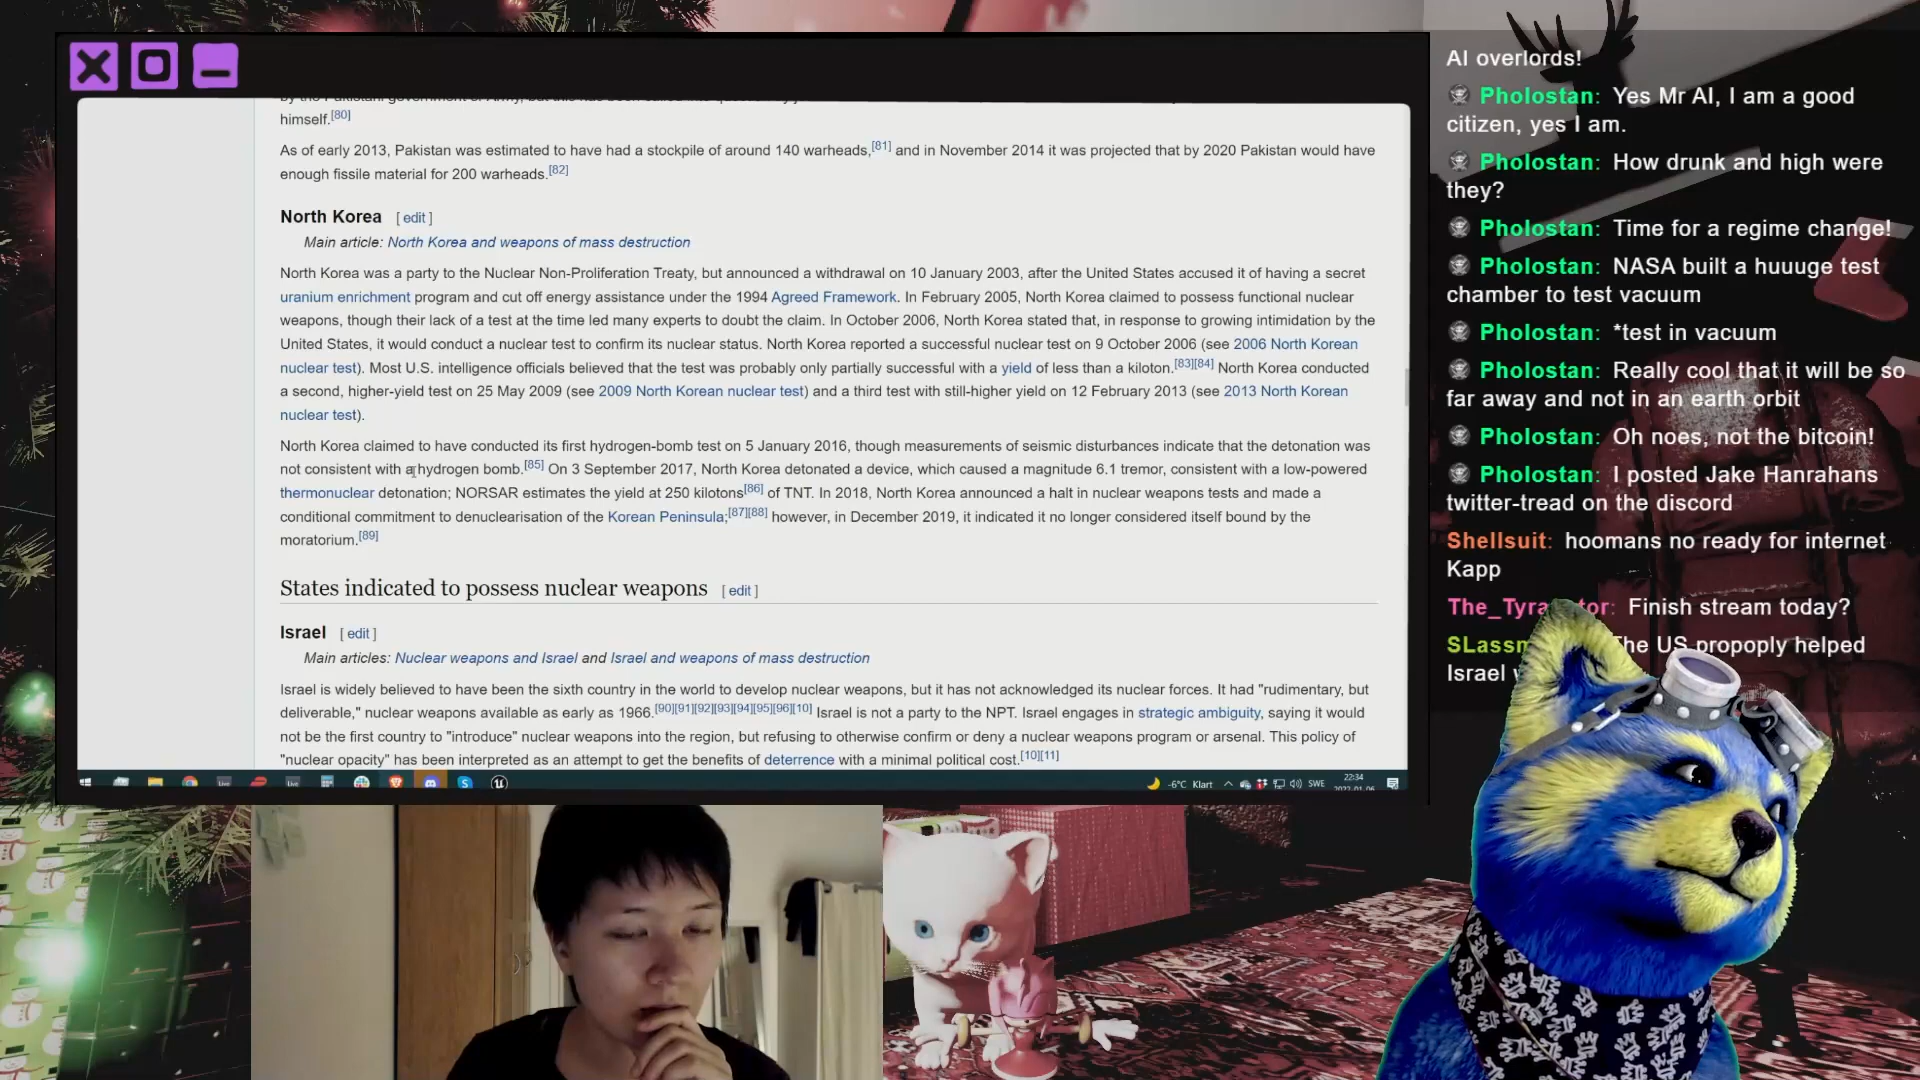 himself.[80]
As of early 2013, Pakistan was estimated to have had a stockpile of around 140 warheads,[81] and in November 2014 it was projected that by 2020 Pakistan would have
enough fissile material for 200 warheads.[82]
North Korea [ edit ]
Main article: North Korea and weapons of mass destruction
North Korea was a party to the Nuclear Non-Proliferation Treaty, but announced a withdrawal on 10 January 2003, after the United States accused it of having a secret
uranium enrichment program and cut off energy assistance under the 1994 Agreed Framework. In February 2005, North Korea claimed to possess functional nuclear
weapons, though their lack of a test at the time led many experts to doubt the claim. In October 2006, North Korea stated that, in response to growing intimidation by the
United States, it would conduct a nuclear test to confirm its nuclear status. North Korea reported a successful nuclear test on 9 October 2006 (see 2006 North Korean
nuclear test). Most U.S. intelligence officials believed that the test was probably only partially successful with a yield of less than a kiloton.[83][84] North Korea conducted
a second, higher-yield test on 25 May 2009 (see 2009 North Korean nuclear test) and a third test with still-higher yield on 12 February 2013 (see 2013 North Korean
nuclear test).
North Korea claimed to have conducted its first hydrogen-bomb test on 5 January 2016, though measurements of seismic disturbances indicate that the detonation was
not consistent with a hydrogen bomb.[85] On 3 September 2017, North Korea detonated a device, which caused a magnitude 6.1 tremor, consistent with a low-powered
thermonuclear detonation; NORSAR estimates the yield at 250 kilotons[86] of TNT. In 2018, North Korea announced a halt in nuclear weapons tests and made a
conditional commitment to denuclearisation of the Korean Peninsula;[87][88] however, in December 2019, it indicated it no longer considered itself bound by the
moratorium.[89]
States indicated to possess nuclear weapons [ edit ]
Israel [ edit ]
Main articles: Nuclear weapons and Israel and Israel and weapons of mass destruction
Israel is widely believed to have been the sixth country in the world to develop nuclear weapons, but it has not acknowledged its nuclear forces. It had "rudimentary, but
deliverable," nuclear weapons available as early as 1966.[90][91][92][93][94][95][96][10] Israel is not a party to the NPT. Israel engages in strategic ambiguity, saying it would
not be the first country to "introduce" nuclear weapons into the region, but refusing to otherwise confirm or deny a nuclear weapons program or arsenal. This policy of
"nuclear opacity" has been interpreted as an attempt to get the benefits of deterrence with a minimal political cost.[10][11]
-6°C Klart SWE 22:34
2022-01-06
AI overlords!
Pholostan: Yes Mr AI, I am a good
citizen, yes I am.
Pholostan: How drunk and high were
they?
Pholostan: Time for a regime change!
Pholostan: NASA built a huuuge test
chamber to test vacuum
Pholostan: *test in vacuum
Pholostan: Really cool that it will be so
far away and not in an earth orbit
Pholostan: Oh noes, not the bitcoin!
Pholostan: I posted Jake Hanrahans
twitter-tread on the discord
Shellsuit: hoomans no ready for internet
Kapp
Finish stream today?
US propoply helped
Israel